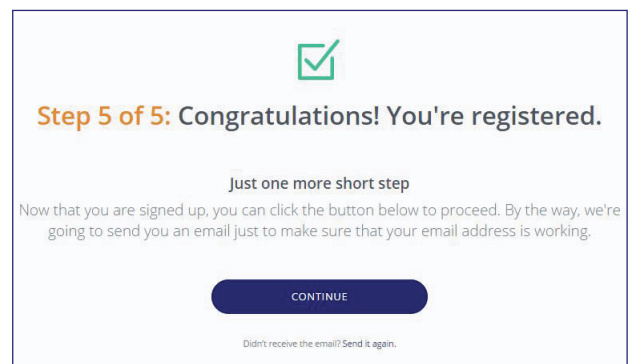 Step 5 of 5: Congratulations! You're registered.
Just one more short step
Now that you are signed up, you can click the button below to proceed. By the way, we're
going to send you an email just to make sure that your email address is working.
CONTINUE
Didn't receive the email? Send it again.